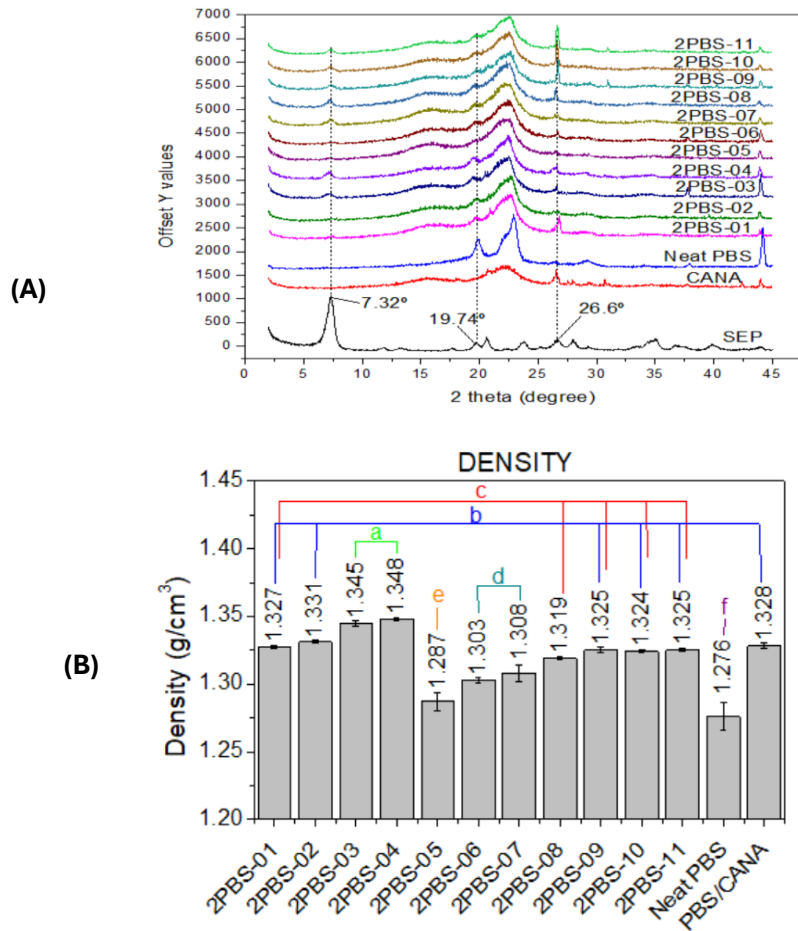 7000
6500
6000
5500
5000
4500
4000
3500
3000
2500
2000
1500
1000
500
0
Offset Y values
2PBS-11
2PBS-10
2PBS-09
2PBS-08
2PBS-07
2PBS-06
2PBS-05
2PBS-04
2PBS-03
2PBS-02
2PBS-01
Neat PBS
CANA
SEP
(A)
7.32º
19.74º
26.6º
0 5 10 15 20 25 30 35 40 45
2 theta (degree)
DENSITY
1.45
1.40
1.35
1.30
1.25
1.20
Density (g/cm³)
(B)
c
b
a
e
d
f
1.327 1.331 1.345 1.348 1.287 1.303 1.308 1.319 1.325 1.324 1.325 1.276 1.328
2PBS-01 2PBS-02 2PBS-03 2PBS-04 2PBS-05 2PBS-06 2PBS-07 2PBS-08 2PBS-09 2PBS-10 2PBS-11 Neat PBS PBS/CANA